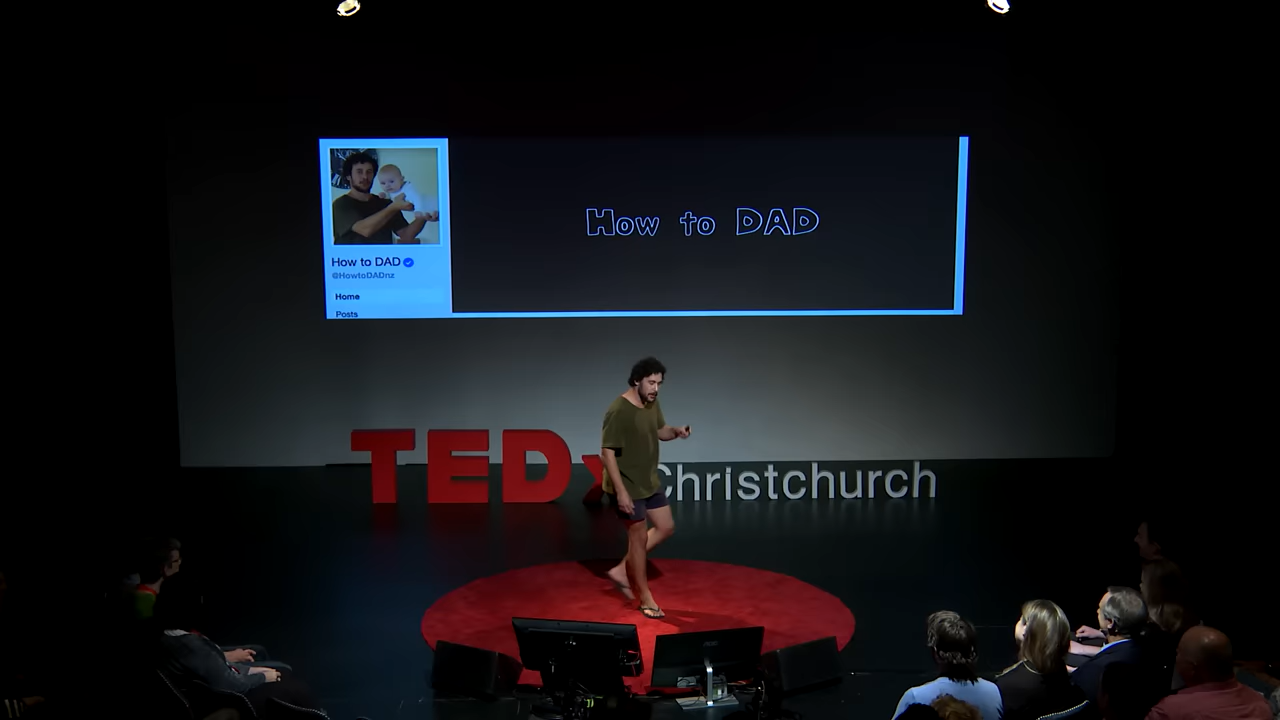 How to DAD
How to DAD
@HowtoDADnz
Home
Posts
TEDx Christchurch